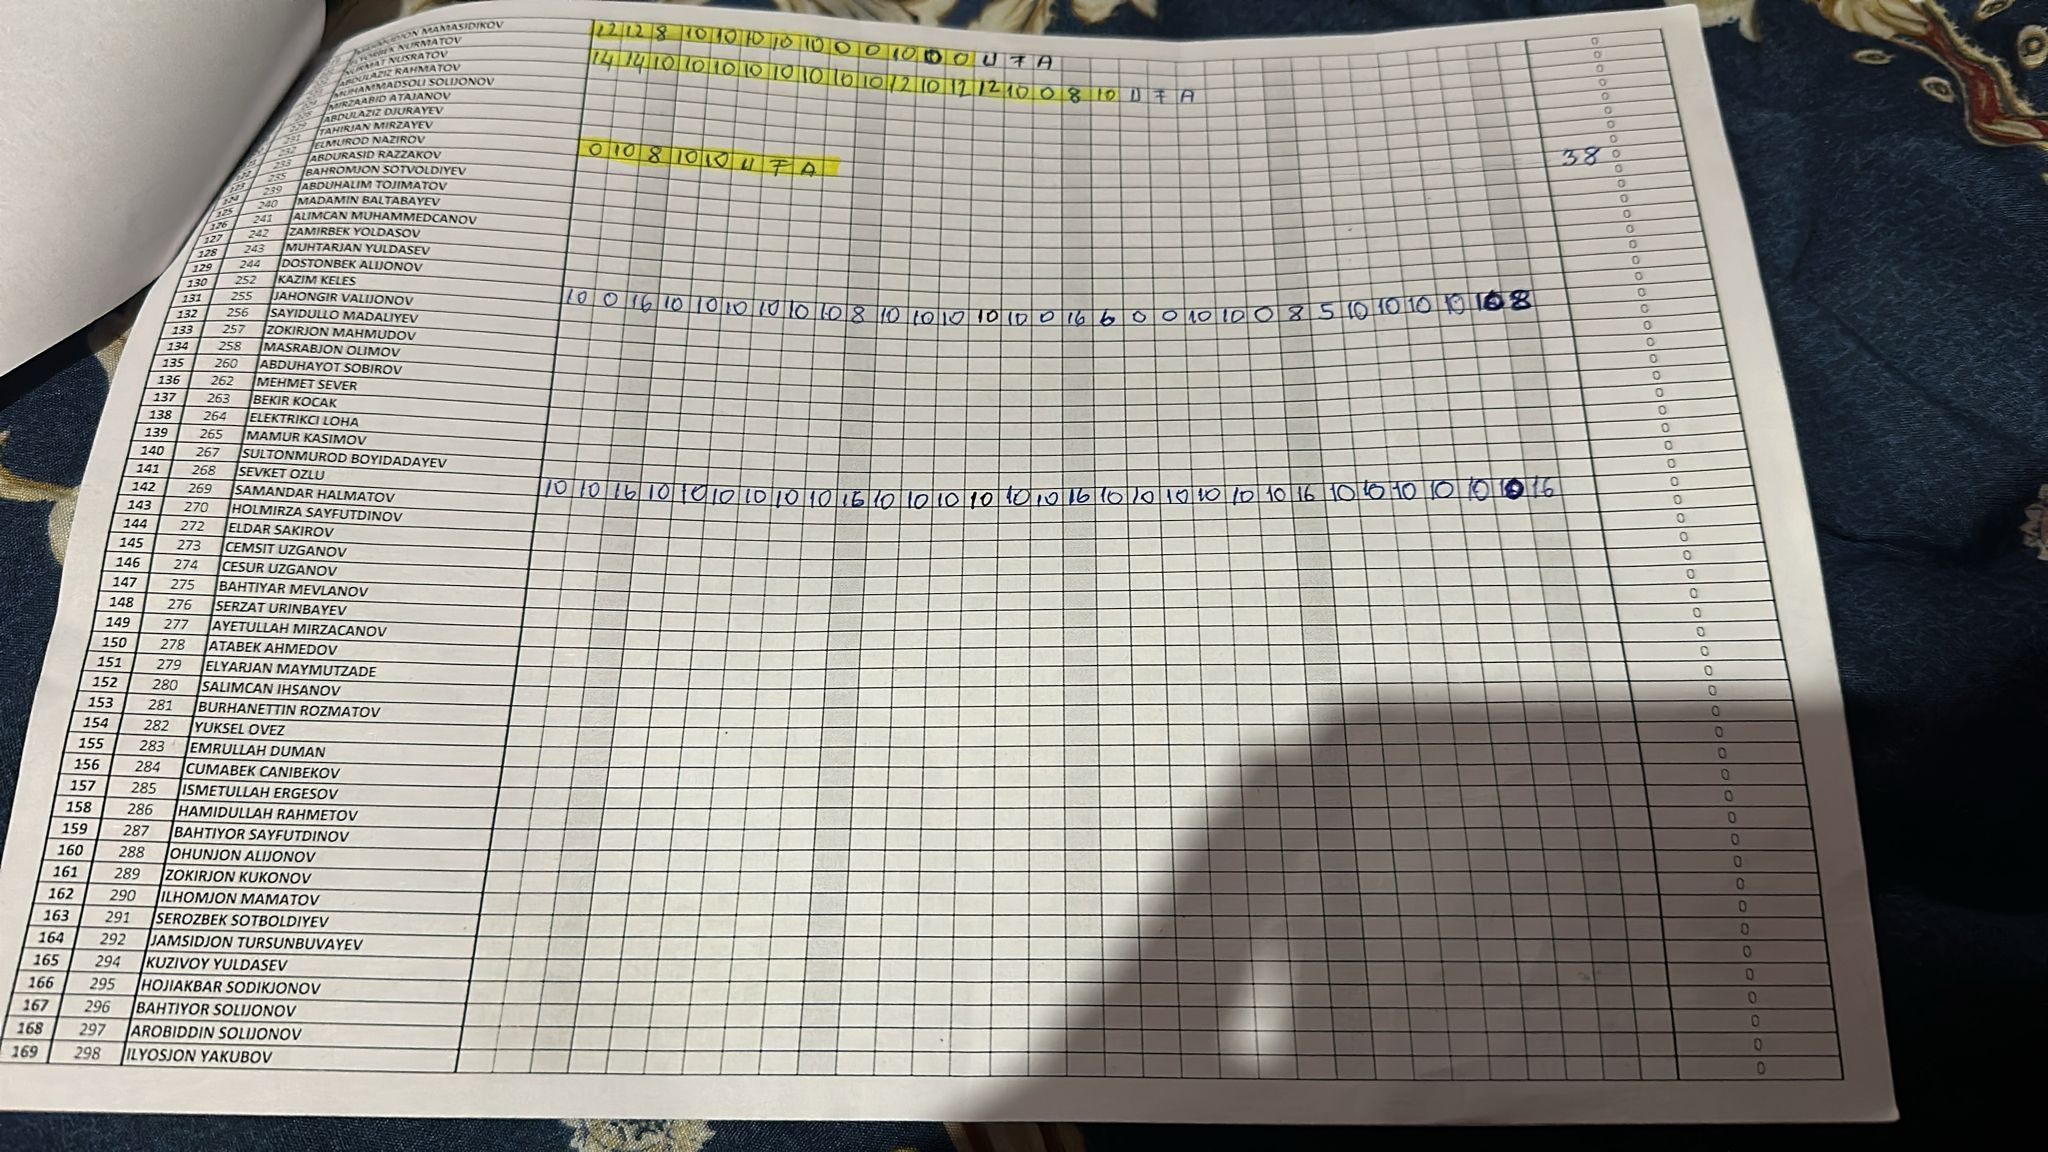 MAMASIDIKOV 12 12 8 10 10 10 10 10 0 0 10 0 0 U 7 A 0
NURMATOV 14 14 10 10 10 10 10 10 10 10 12 10 12 12 10 0 8 10 U 7 A 0
NURMAT NUSRATOV 0
ABDULAZIZ RAHMATOV 0
MUHAMMADSOLI SOLIJONOV 0
MIRZAABID ATAJANOV 0
ABDULAZIZ DJURAYEV 0
TAHIRJAN MIRZAYEV 0
ELMUROD NAZIROV 0 10 8 10 10 U 7 A 38 0
ABDURASID RAZZAKOV 0
BAHROMJON SOTVOLDIYEV 0
235 ABDUHALIM TOJIMATOV 0
239 MADAMIN BALTABAYEV 0
125 240 ALIMCAN MUHAMMEDCANOV 0
126 241 ZAMIRBEK YOLDASOV 0
127 242 MUHTARJAN YULDASEV 0
128 243 DOSTONBEK ALIJONOV 0
129 244 KAZIM KELES 0
130 252 JAHONGIR VALIJONOV 10 0 16 10 10 10 10 10 10 8 10 10 10 10 10 0 16 6 0 0 10 10 0 8 5 10 10 10 10 10 8 0
131 255 SAYIDULLO MADALIYEV 0
132 256 ZOKIRJON MAHMUDOV 0
133 257 MASRABJON OLIMOV 0
134 258 ABDUHAYOT SOBIROV 0
135 260 MEHMET SEVER 0
136 262 BEKIR KOCAK 0
137 263 ELEKTRIKCI LOHA 0
138 264 MAMUR KASIMOV 0
139 265 SULTONMUROD BOYIDADAYEV 0
140 267 SEVKET OZLU 0
141 268 SAMANDAR HALMATOV 10 10 16 10 10 10 10 10 10 16 10 10 10 10 10 10 16 10 10 10 10 10 10 16 10 10 10 10 10 10 16 0
142 269 HOLMIRZA SAYFUTDINOV 0
143 270 ELDAR SAKIROV 0
144 272 CEMSIT UZGANOV 0
145 273 CESUR UZGANOV 0
146 274 BAHTIYAR MEVLANOV 0
147 275 SERZAT URINBAYEV 0
148 276 AYETULLAH MIRZACANOV 0
149 277 ATABEK AHMEDOV 0
150 278 ELYARJAN MAYMUTZADE 0
151 279 SALIMCAN IHSANOV 0
152 280 BURHANETTIN ROZMATOV 0
153 281 YUKSEL OVEZ 0
154 282 EMRULLAH DUMAN 0
155 283 CUMABEK CANIBEKOV 0
156 284 ISMETULLAH ERGESOV 0
157 285 HAMIDULLAH RAHMETOV 0
158 286 BAHTIYOR SAYFUTDINOV 0
159 287 OHUNJON ALIJONOV 0
160 288 ZOKIRJON KUKONOV 0
161 289 ILHOMJON MAMATOV 0
162 290 SEROZBEK SOTBOLDIYEV 0
163 291 JAMSIDJON TURSUNBUVAYEV 0
164 292 KUZIVOY YULDASEV 0
165 294 HOJIAKBAR SODIKJONOV 0
166 295 BAHTIYOR SOLIJONOV 0
167 296 AROBIDDIN SOLIJONOV 0
168 297 ILYOSJON YAKUBOV 0
169 298